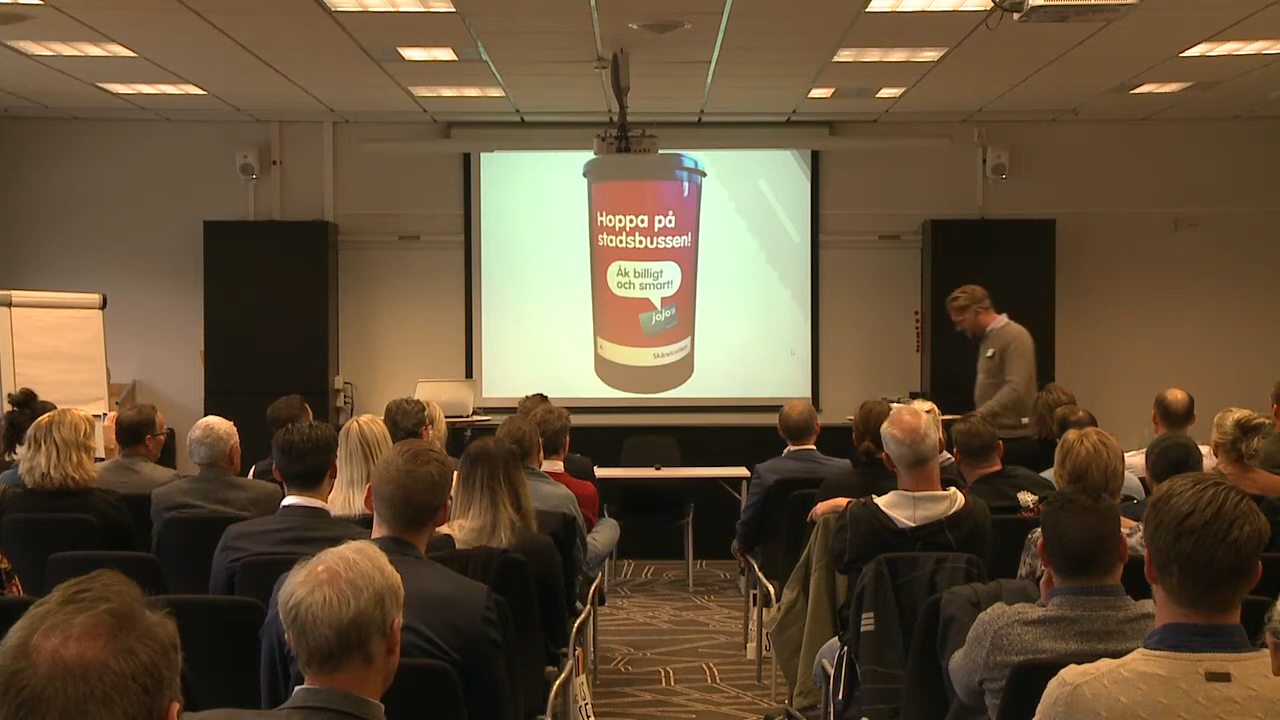 Hoppa på
stadsbussen!
Åk billigt
och smart!
jojo
Skånetrafiken